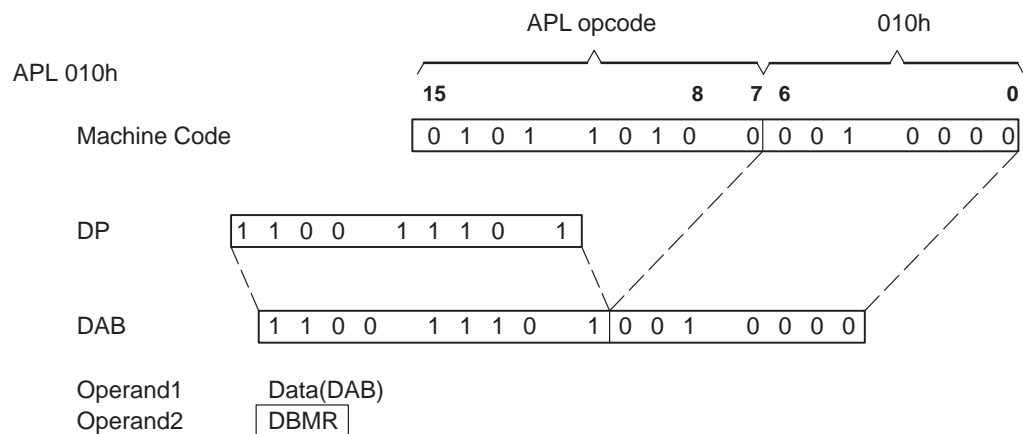 APL opcode 010h
APL 010h
15 8 7 6 0
Machine Code 0 1 0 1 1 0 1 0 0 0 0 1 0 0 0 0
DP 1 1 0 0 1 1 1 0 1
DAB 1 1 0 0 1 1 1 0 1 0 0 1 0 0 0 0
Operand1 Data(DAB)
Operand2 DBMR